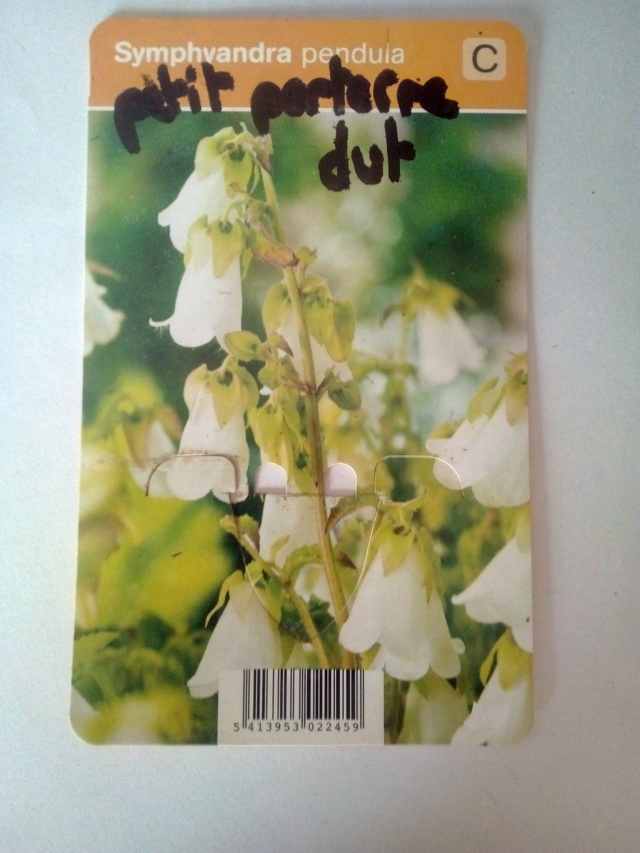 Symphyandra pendula C
petit parterre
dut
5 413953 022459